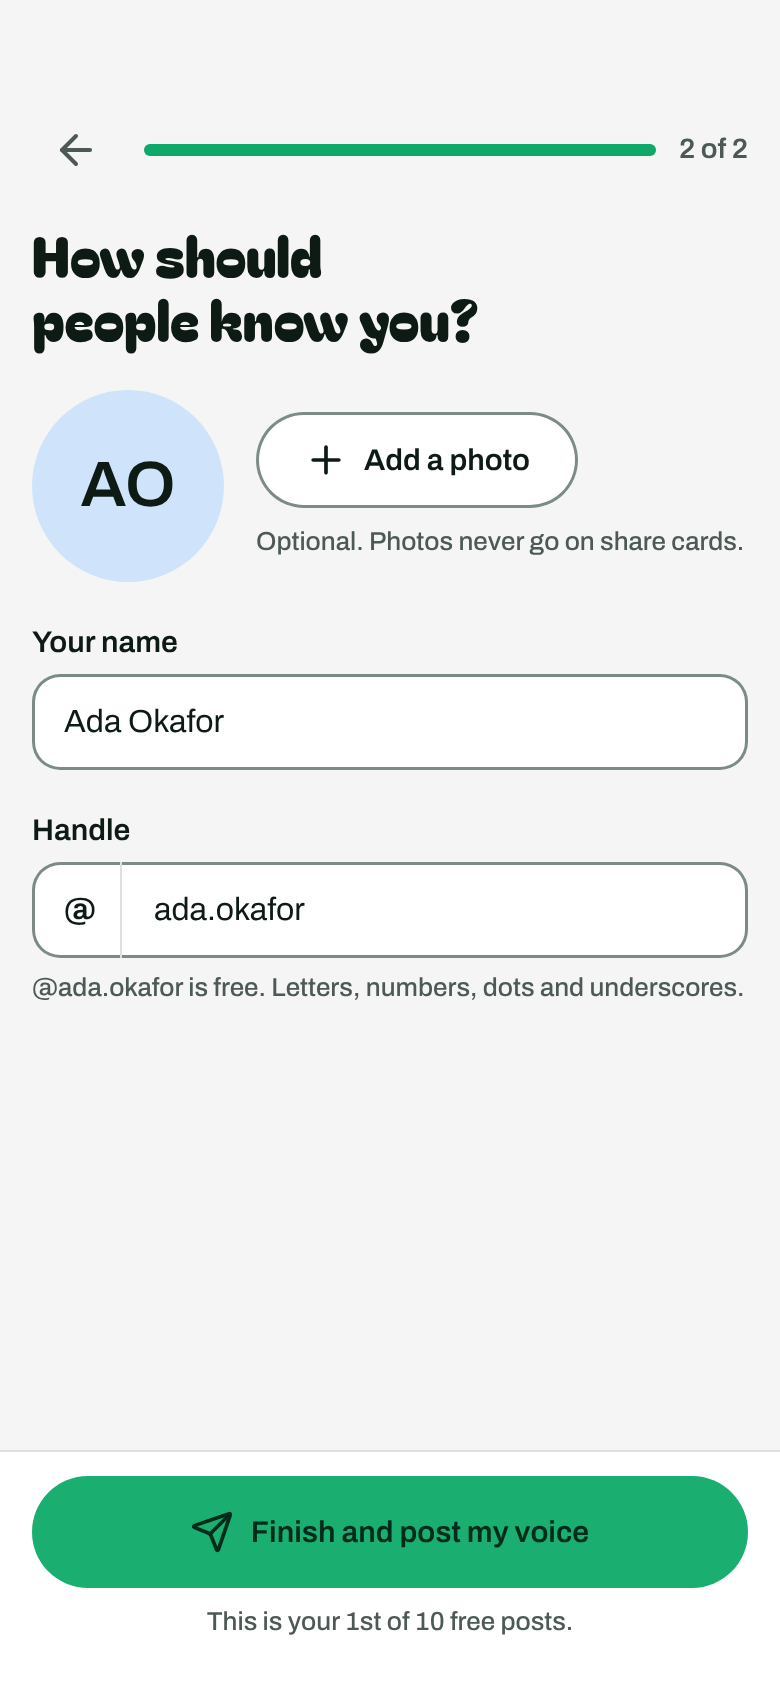 2 of 2
How should
people know you?
AO
Add a photo
Optional. Photos never go on share cards.
Your name
Ada Okafor
Handle
@ ada.okafor
@ada.okafor is free. Letters, numbers, dots and underscores.
Finish and post my voice
This is your 1st of 10 free posts.